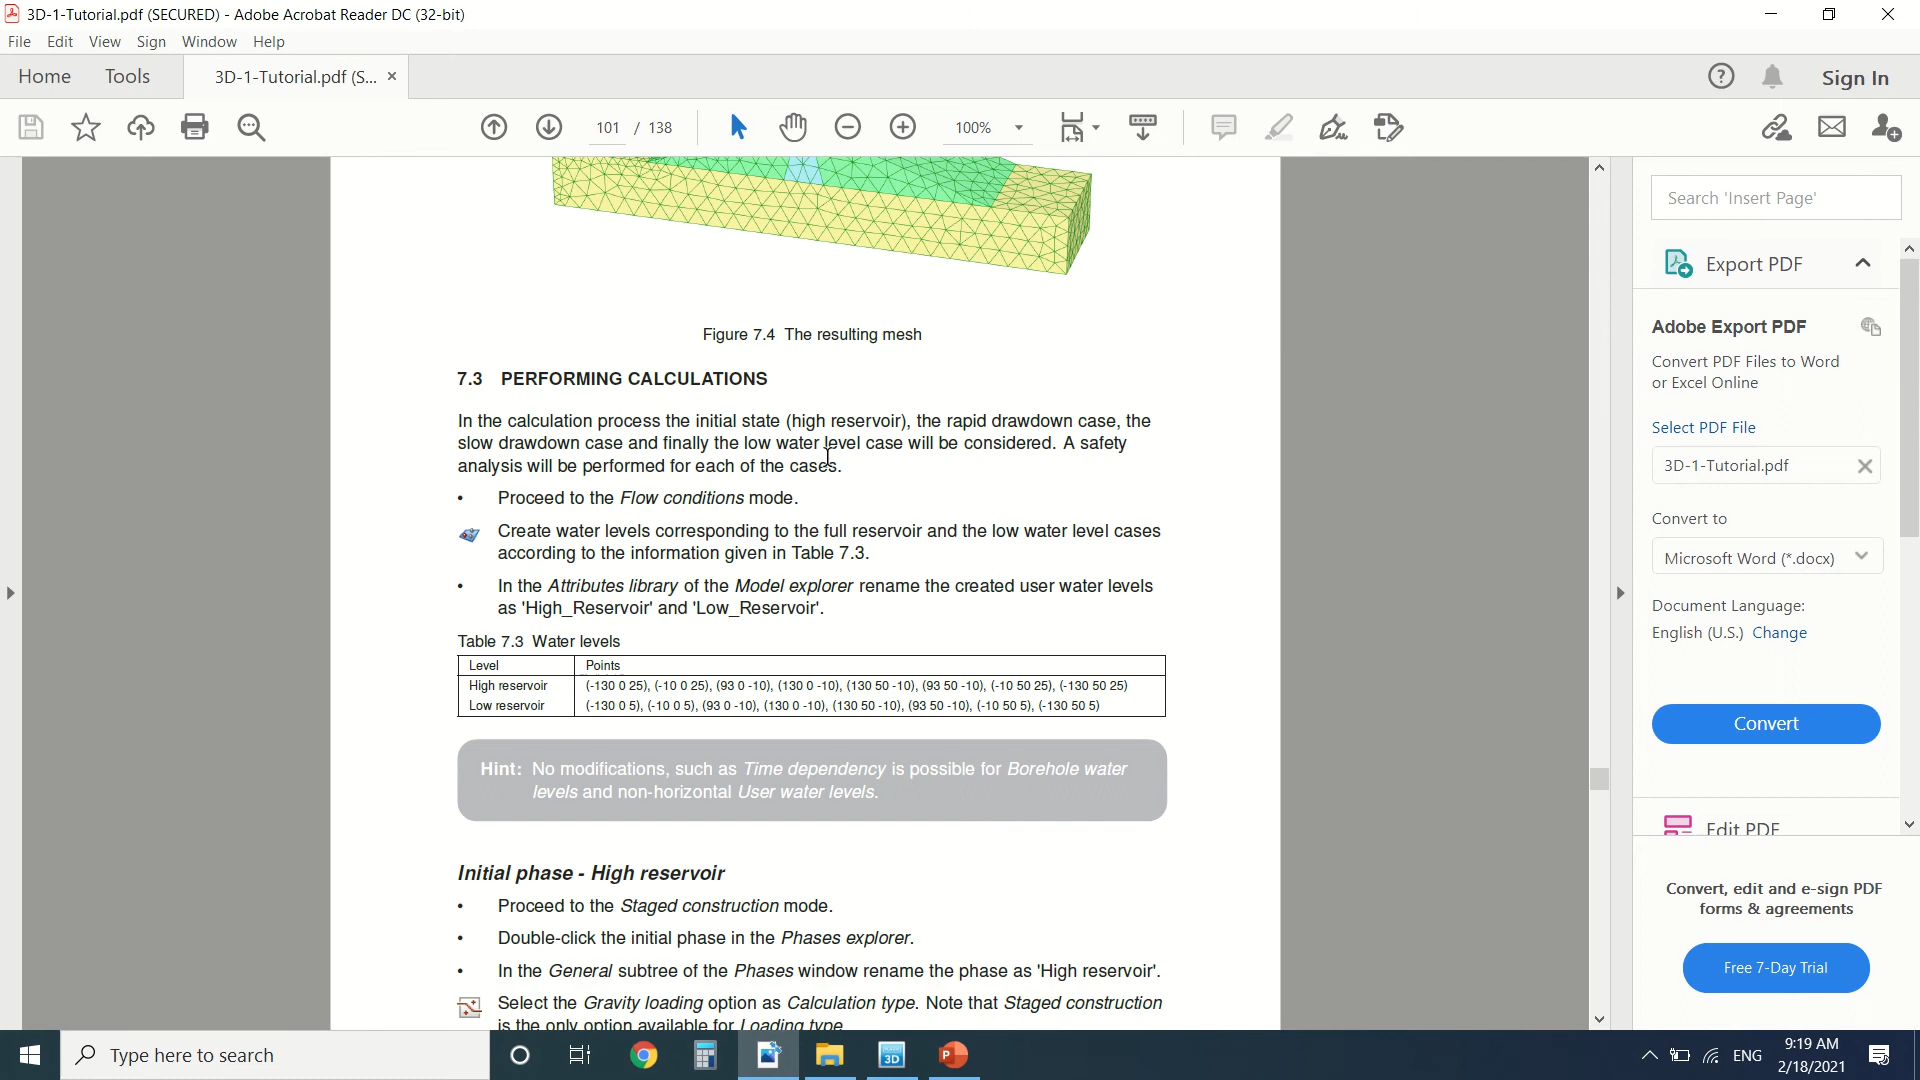 3D-1-Tutorial.pdf (SECURED) - Adobe Acrobat Reader DC (32-bit)
File Edit View Sign Window Help
Home Tools 3D-1-Tutorial.pdf (S... × Sign In
101 / 138 100%
Figure 7.4 The resulting mesh
7.3 PERFORMING CALCULATIONS
In the calculation process the initial state (high reservoir), the rapid drawdown case, the
slow drawdown case and finally the low water level case will be considered. A safety
analysis will be performed for each of the cases.
• Proceed to the Flow conditions mode.
Create water levels corresponding to the full reservoir and the low water level cases
according to the information given in Table 7.3.
• In the Attributes library of the Model explorer rename the created user water levels
as 'High_Reservoir' and 'Low_Reservoir'.
Table 7.3 Water levels
Level Points
High reservoir (-130 0 25), (-10 0 25), (93 0 -10), (130 0 -10), (130 50 -10), (93 50 -10), (-10 50 25), (-130 50 25)
Low reservoir (-130 0 5), (-10 0 5), (93 0 -10), (130 0 -10), (130 50 -10), (93 50 -10), (-10 50 5), (-130 50 5)
Hint: No modifications, such as Time dependency is possible for Borehole water
levels and non-horizontal User water levels.
Initial phase - High reservoir
• Proceed to the Staged construction mode.
• Double-click the initial phase in the Phases explorer.
• In the General subtree of the Phases window rename the phase as 'High reservoir'.
Select the Gravity loading option as Calculation type. Note that Staged construction
is the only option available for Loading type
Search 'Insert Page'
Export PDF
Adobe Export PDF
Convert PDF Files to Word
or Excel Online
Select PDF File
3D-1-Tutorial.pdf
Convert to
Microsoft Word (*.docx)
Document Language:
English (U.S.) Change
Convert
Edit PDF
Convert, edit and e-sign PDF
forms & agreements
Free 7-Day Trial
Type here to search
3D
P
ENG
9:19 AM
2/18/2021